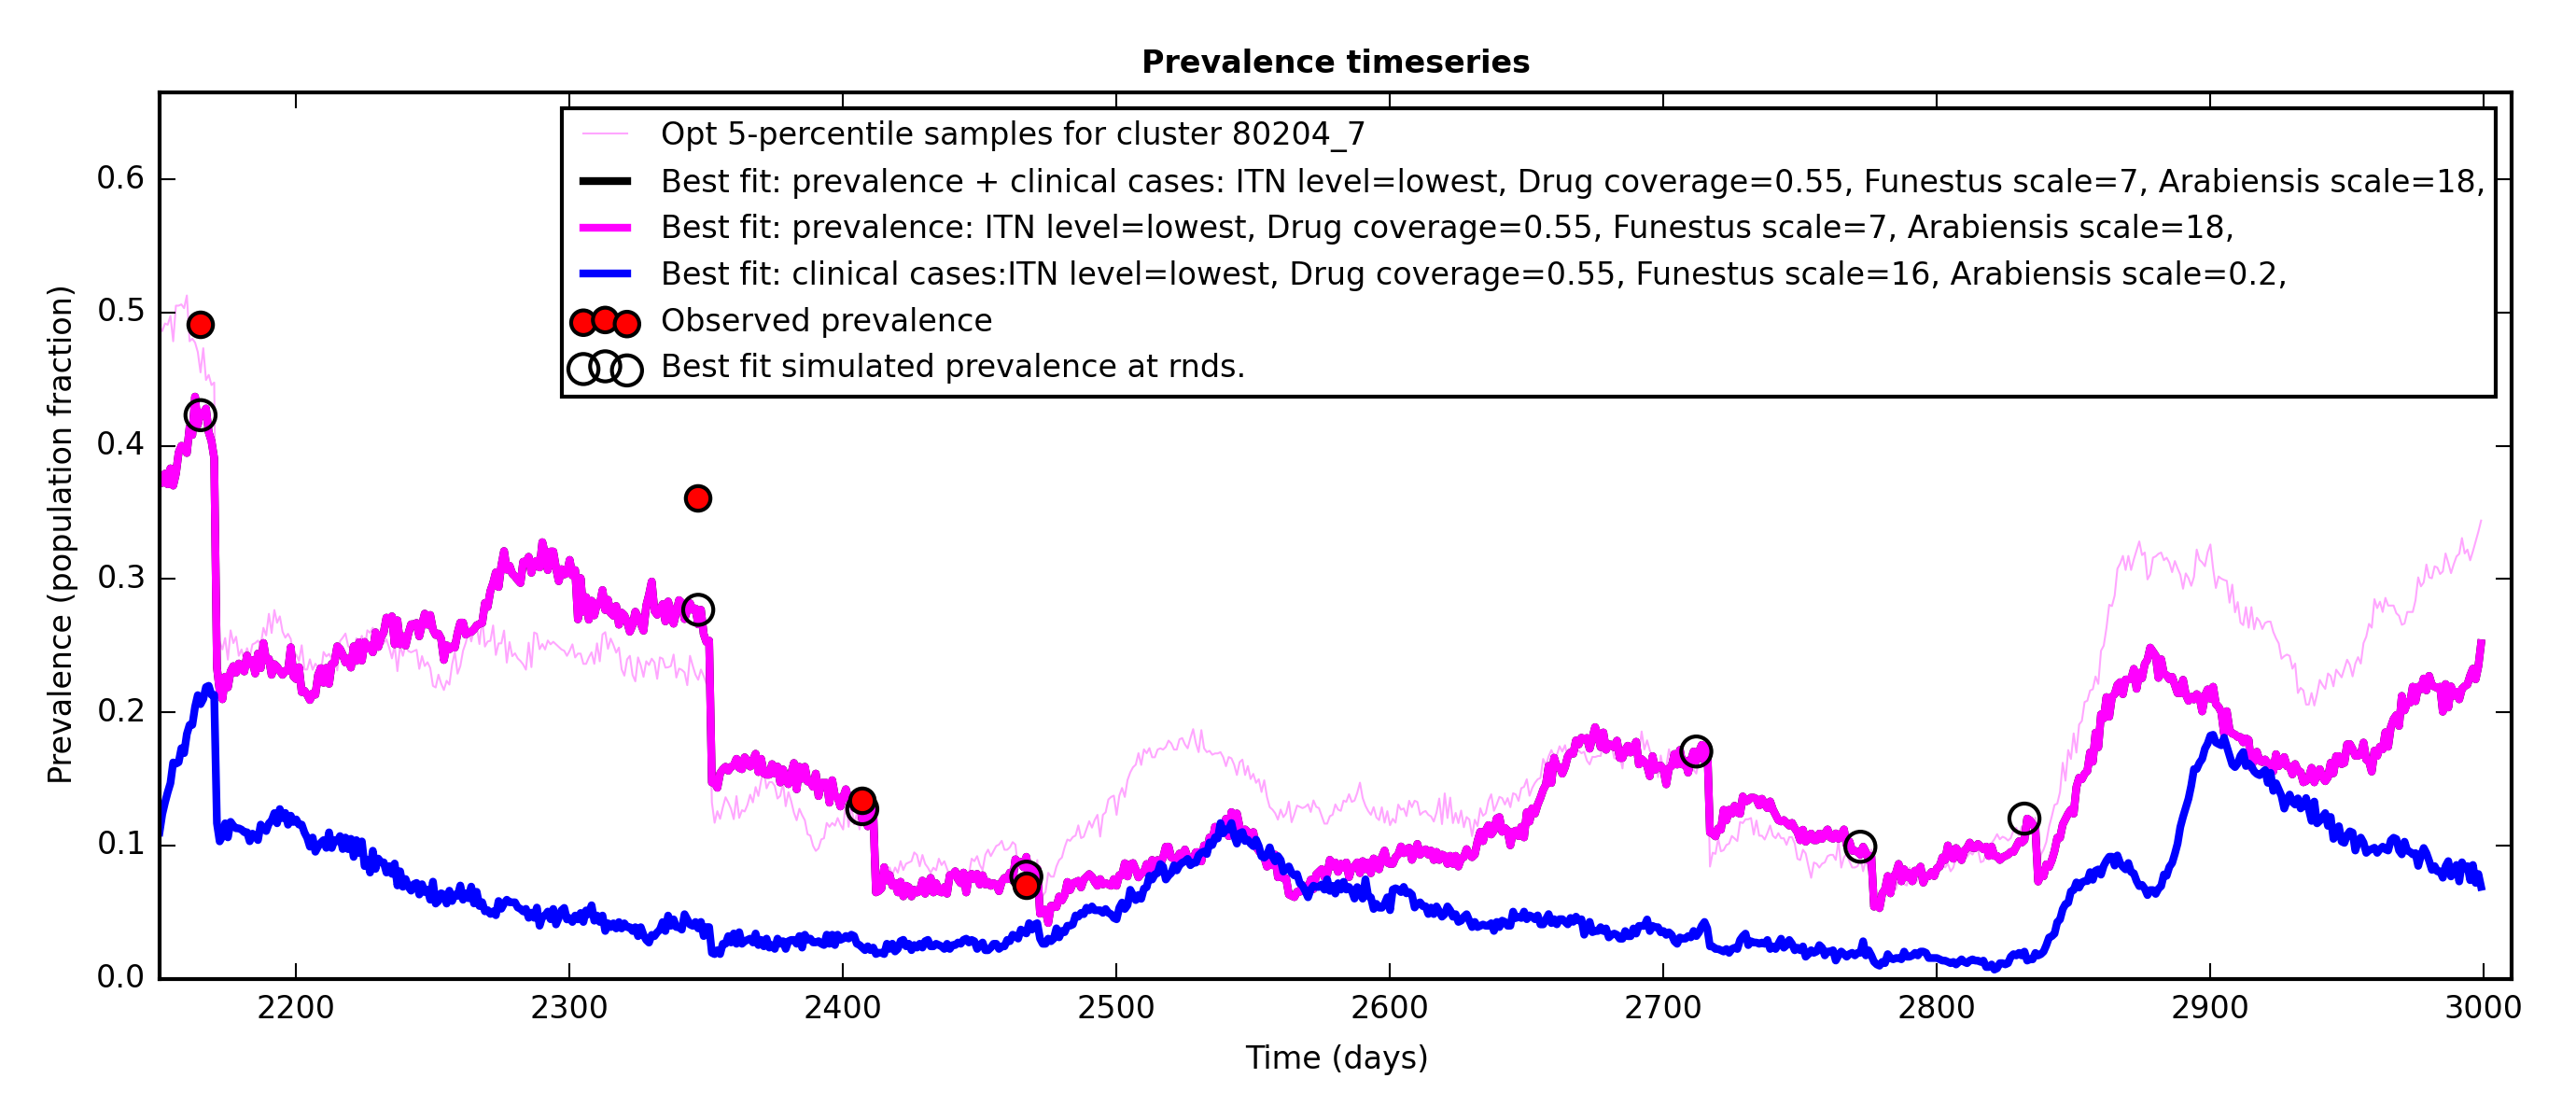 Prevalence timeseries
Opt 5-percentile samples for cluster 80204_7
Best fit: prevalence + clinical cases: ITN level=lowest, Drug coverage=0.55, Funestus scale=7, Arabiensis scale=18,
Best fit: prevalence: ITN level=lowest, Drug coverage=0.55, Funestus scale=7, Arabiensis scale=18,
Best fit: clinical cases:ITN level=lowest, Drug coverage=0.55, Funestus scale=16, Arabiensis scale=0.2,
Observed prevalence
Best fit simulated prevalence at rnds.
Prevalence (population fraction)
0.6
0.5
0.4
0.3
0.2
0.1
0.0
2200 2300 2400 2500 2600 2700 2800 2900 3000
Time (days)